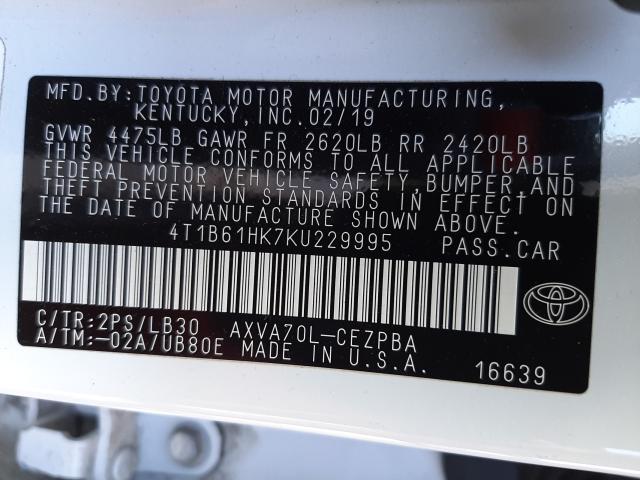 MFD.BY:TOYOTA MOTOR MANUFACTURING,
KENTUCKY,INC.02/19
GVWR 4475LB GAWR FR 2620LB RR 2420LB
THIS VEHICLE CONFORMS TO ALL APPLICABLE
FEDERAL MOTOR VEHICLE SAFETY,BUMPER,AND
THEFT PREVENTION STANDARDS IN EFFECT ON
THE DATE OF MANUFACTURE SHOWN ABOVE.
4T1B61HK7KU229995 PASS.CAR
C/TR:2PS/LB30 AXVA70L-CEZPBA
A/TM:-02A/UB80E MADE IN U.S.A.
16639